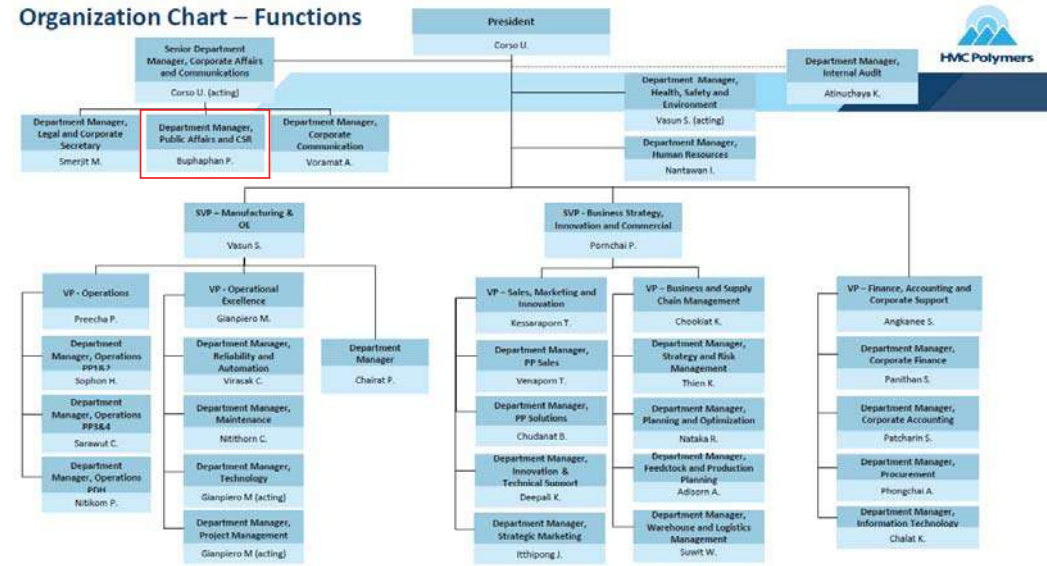 Organization Chart – Functions
President
Corso U.
HMC Polymers
Senior Department
Manager, Corporate Affairs
and Communications
Corso U. (acting)
Department Manager,
Internal Audit
Atinuchaya K.
Department Manager,
Health, Safety and
Environment
Vasun S. (acting)
Department Manager,
Legal and Corporate
Secretary
Smerjit M.
Department Manager,
Public Affairs and CSR
Buphaphan P.
Department Manager,
Corporate
Communication
Voramat A.
Department Manager,
Human Resources
Nantawan I.
SVP – Manufacturing &
OE
Vasun S.
SVP - Business Strategy,
Innovation and Commercial
Pornchai P.
VP - Operations
Preecha P.
Department
Manager, Operations
PP1&2
Sophon H.
Department
Manager, Operations
PP3&4
Sarawut C.
Department
Manager, Operations
PDH
Nitikom P.
VP - Operational
Excellence
Gianpiero M.
Department Manager,
Reliability and
Automation
Virasak C.
Department Manager,
Maintenance
Nitithorn C.
Department Manager,
Technology
Gianpiero M (acting)
Department Manager,
Project Management
Gianpiero M (acting)
Department
Manager
Chairat P.
VP – Sales, Marketing and
Innovation
Kessaraporn T.
Department Manager,
PP Sales
Venaporn T.
Department Manager,
PP Solutions
Chudanat B.
Department Manager,
Innovation &
Technical Support
Deepali K.
Department Manager,
Strategic Marketing
Itthipong J.
VP – Business and Supply
Chain Management
Chookiat K.
Department Manager,
Strategy and Risk
Management
Thien K.
Department Manager,
Planning and Optimization
Nataka R.
Department Manager,
Feedstock and Production
Planning
Adisorn A.
Department Manager,
Warehouse and Logistics
Management
Suwit W.
VP – Finance, Accounting and
Corporate Support
Angkanee S.
Department Manager,
Corporate Finance
Panithan S.
Department Manager,
Corporate Accounting
Patcharin S.
Department Manager,
Procurement
Phongchai A.
Department Manager,
Information Technology
Chalat K.